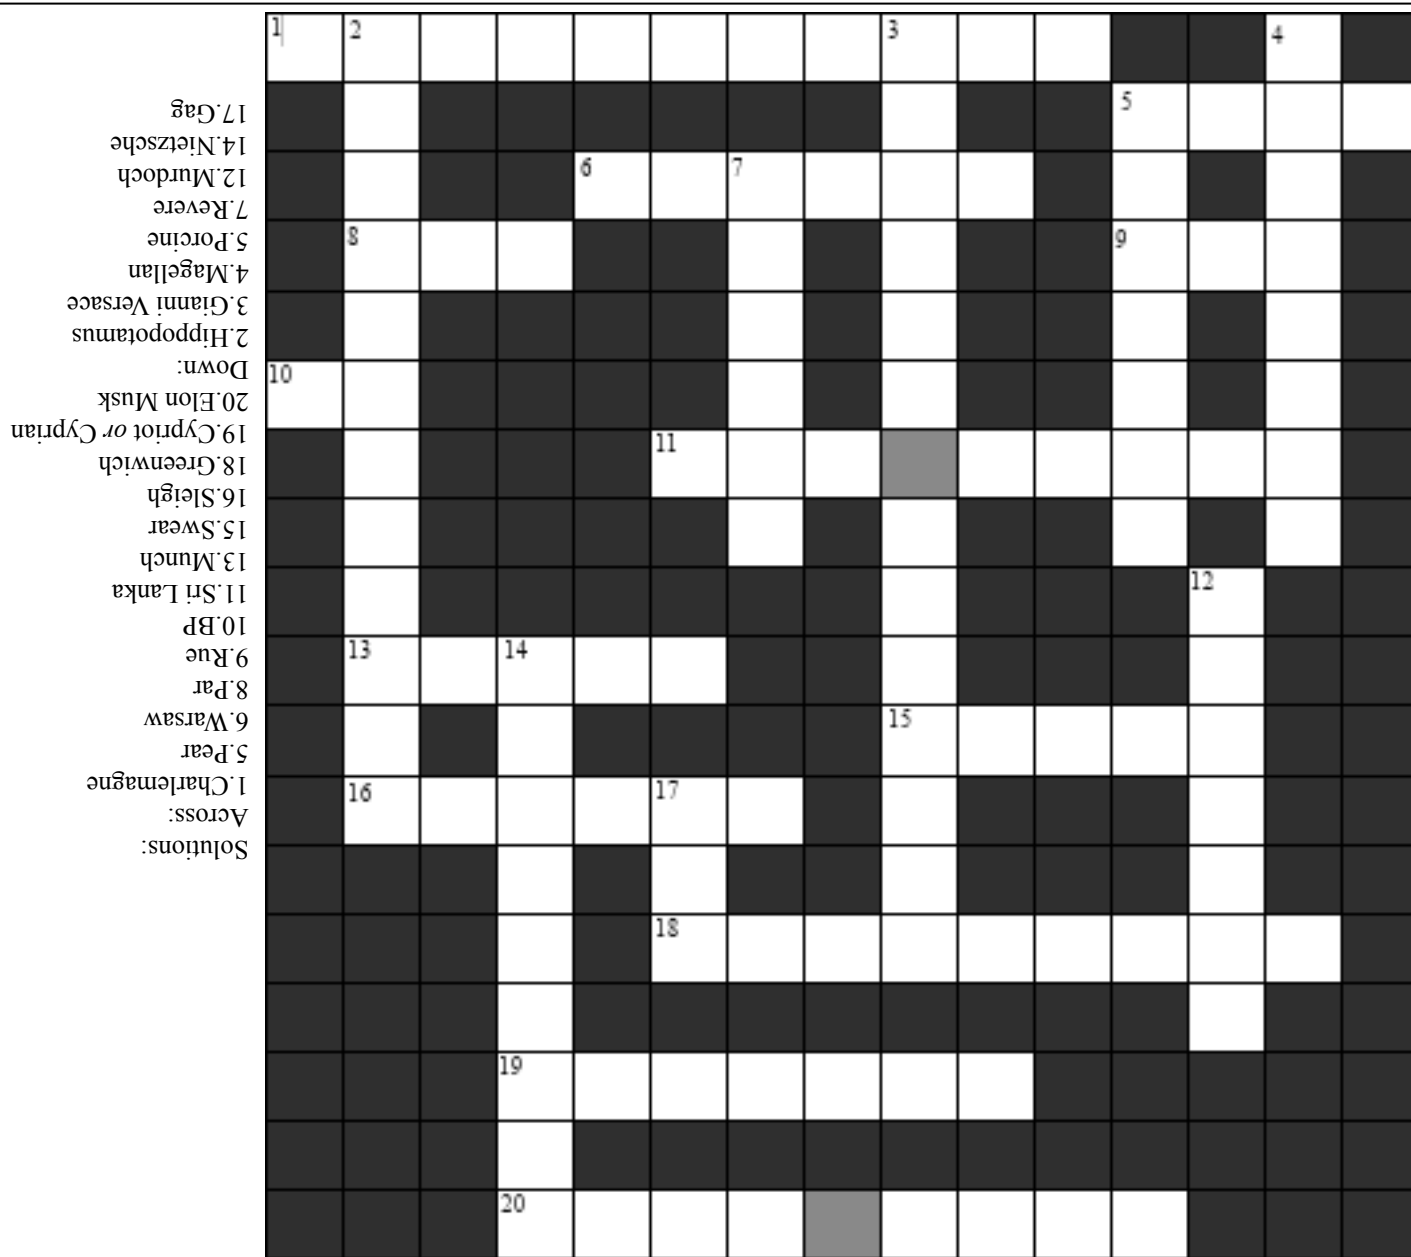 1 2 3 4
5
6 7
8 9
10
11
12
13 14
15
16 17
18
19
20
Solutions:
Across:
1.Charlemagne
5.Pear
6.Warsaw
8.Par
9.Rue
10.BP
11.Sri Lanka
13.Munch
15.Swear
16.Sleigh
18.Greenwich
19.Cypriot or Cyprian
20.Elon Musk
Down:
2.Hippopotamus
3.Gianni Versace
4.Magellan
5.Porcine
7.Revere
12.Murdoch
14.Nietzsche
17.Gag